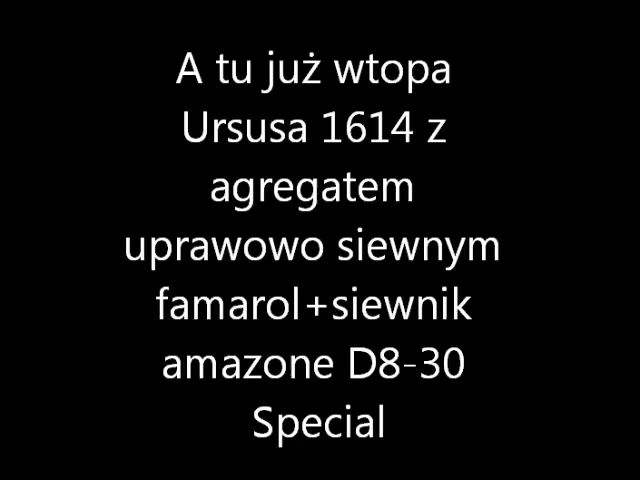 A tu już wtopa
Ursusa 1614 z
agregatem
uprawowo siewnym
famarol+siewnik
amazone D8-30
Special